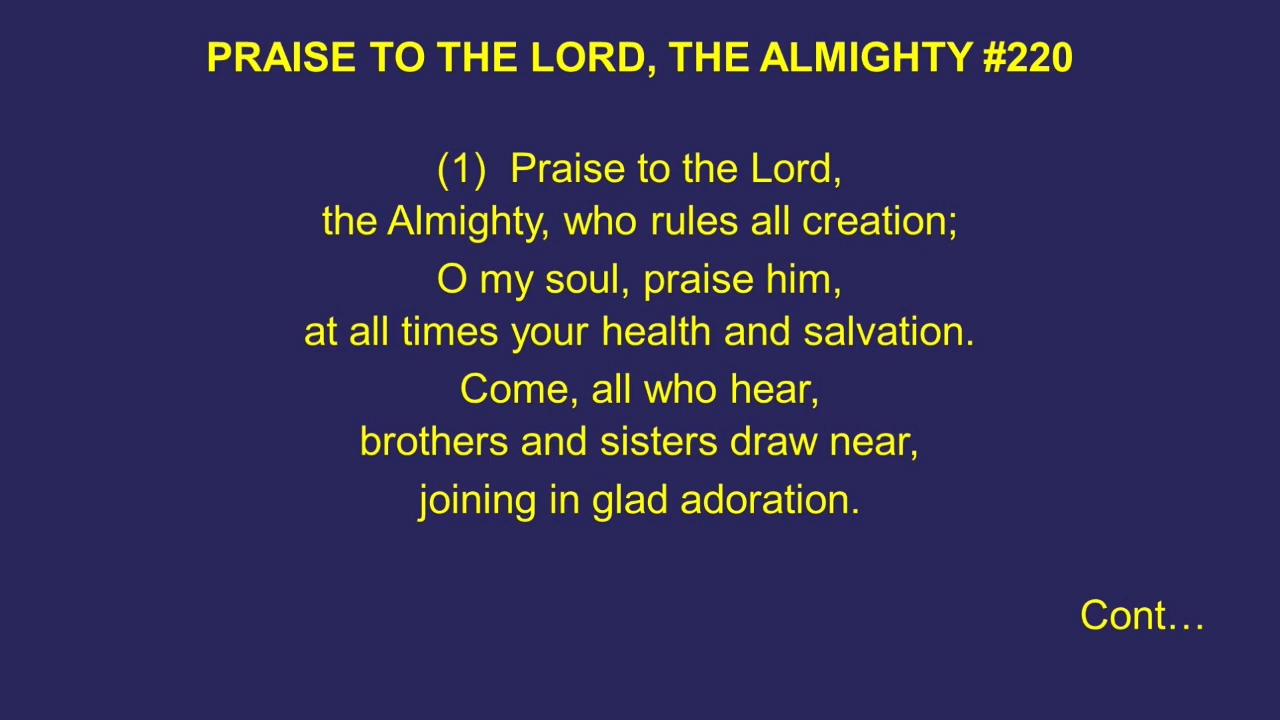 PRAISE TO THE LORD, THE ALMIGHTY #220
(1) Praise to the Lord,
the Almighty, who rules all creation;
O my soul, praise him,
at all times your health and salvation.
Come, all who hear,
brothers and sisters draw near,
joining in glad adoration.
Cont…